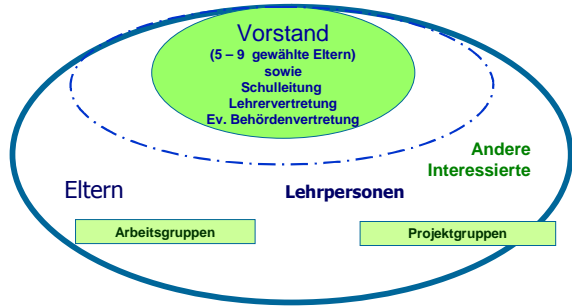 Vorstand
(5 – 9 gewählte Eltern)
sowie
Schulleitung
Lehrervertretung
Ev. Behördenvertretung
Andere
Interessierte
Eltern
Lehrpersonen
Arbeitsgruppen
Projektgruppen